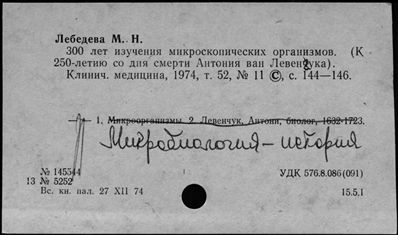 Лебедева М. Н.
300 лет изучения микроскопических организмов. (К
250-летию со дня смерти Антония ван Левенгука).
Клинич. медицина, 1974, т. 52, № 11 ©, с. 144—146.
1. Микроорганизмы. 2. Левенчук, Антони, биолог, 1632-1723.
Микробиология – история
№ 145544
13 № 5252
УДК 576.8.086(091)
Вс. кн. пал. 27 XII 74
15.5.1